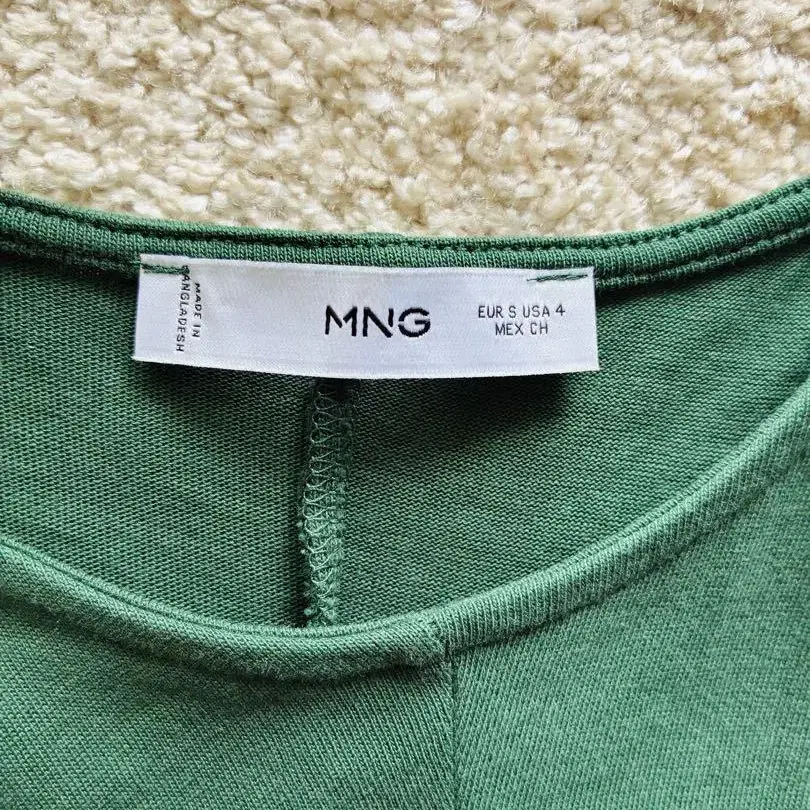 MADE IN
BANGLADESH
MNG
EUR S USA 4
MEX CH